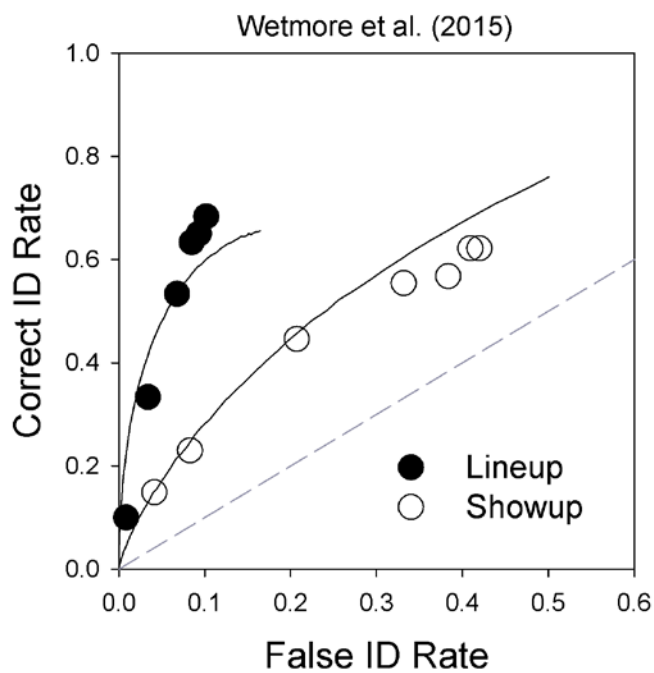 Wetmore et al. (2015)
1.0
0.8
0.6
0.4
0.2
0.0
Correct ID Rate
Lineup
Showup
0.0 0.1 0.2 0.3 0.4 0.5 0.6
False ID Rate